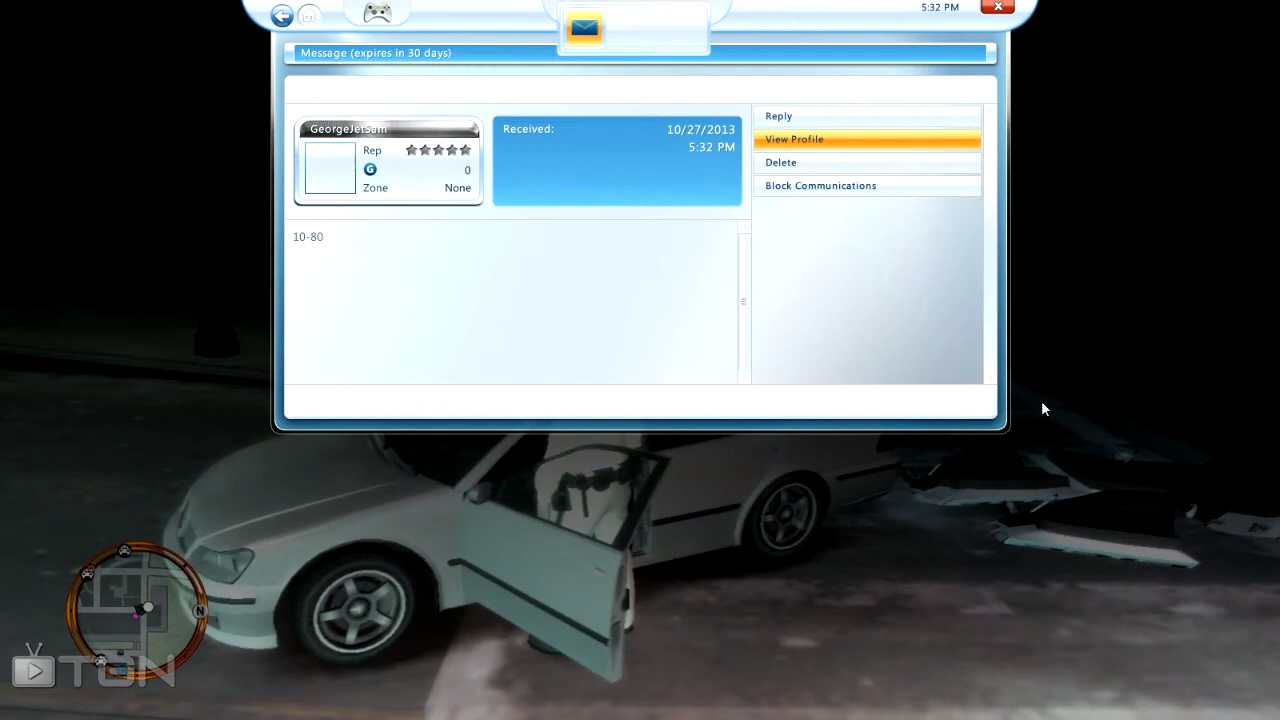 5:32 PM
Message (expires in 30 days)
GeorgeJetSam
Rep
G 0
Zone None
Received: 10/27/2013
5:32 PM
Reply
View Profile
Delete
Block Communications
10-80
N
TGN